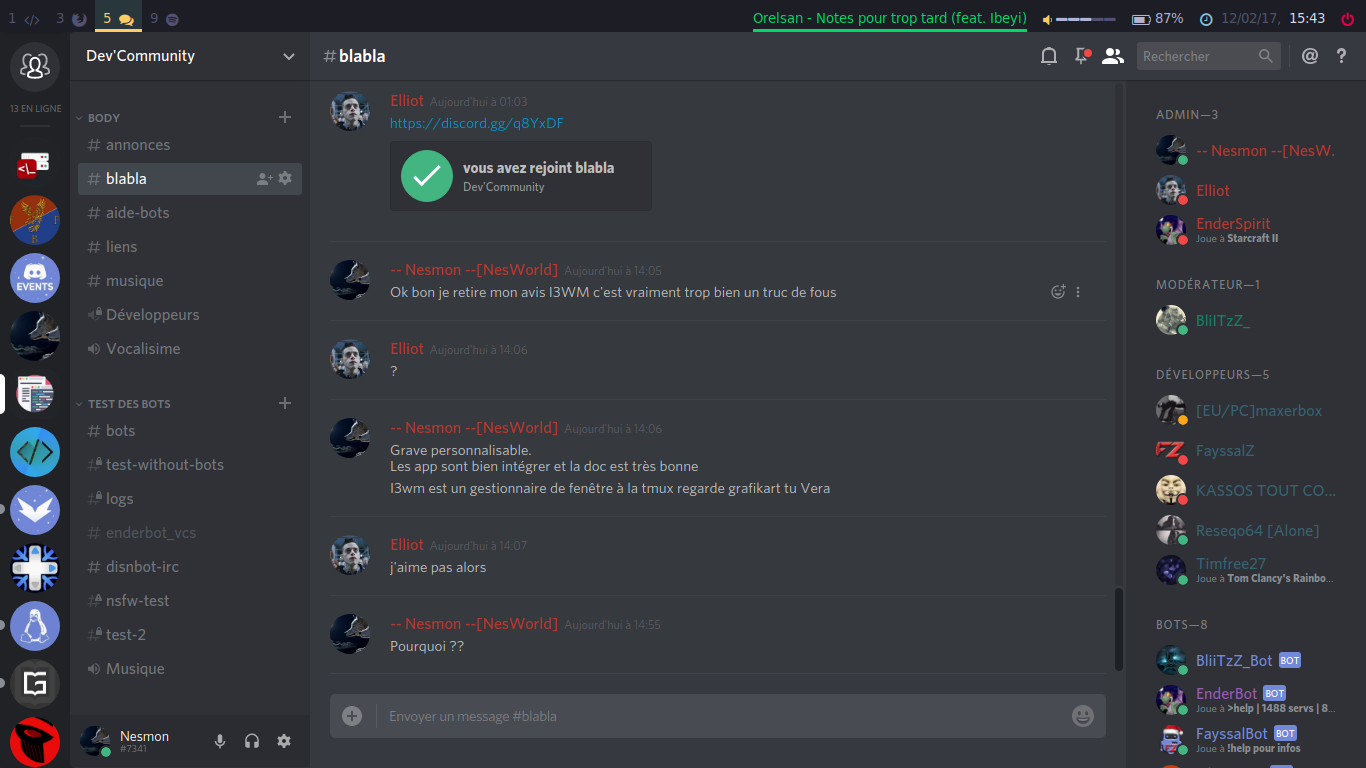 1 3 5 9 Orelsan - Notes pour trop tard (feat. Ibeyi) 87% 12/02/17, 15:43
13 EN LIGNE
EVENTS
Dev'Community
BODY
# annonces
# blabla
# aide-bots
# liens
# musique
Développeurs
Vocalisime
TEST DES BOTS
# bots
test-without-bots
logs
# enderbot_vcs
# disnbot-irc
nsfw-test
test-2
Musique
Nesmon
#7341
# blabla
Rechercher
@ ?
Elliot Aujourd'hui à 01:03
https://discord.gg/q8YxDF
vous avez rejoint blabla
Dev'Community
-- Nesmon --[NesWorld] Aujourd'hui à 14:05
Ok bon je retire mon avis I3WM c'est vraiment trop bien un truc de fous
Elliot Aujourd'hui à 14:06
?
-- Nesmon --[NesWorld] Aujourd'hui à 14:06
Grave personnalisable.
Les app sont bien intégrer et la doc est très bonne
I3wm est un gestionnaire de fenêtre à la tmux regarde grafikart tu Vera
Elliot Aujourd'hui à 14:07
j'aime pas alors
-- Nesmon --[NesWorld] Aujourd'hui à 14:55
Pourquoi ??
Envoyer un message #blabla
ADMIN—3
-- Nesmon --[NesW.
Elliot
EnderSpirit
Joue à Starcraft II
MODÉRATEUR—1
BliITzZ_
DÉVELOPPEURS—5
[EU/PC]maxerbox
FayssalZ
KASSOS TOUT CO...
Reseqo64 [Alone]
Timfree27
Joue à Tom Clancy's Rainbo...
BOTS—8
BliiTzZ_Bot BOT
EnderBot BOT
Joue à >help | 1488 servs | 8...
FayssalBot BOT
Joue à !help pour infos